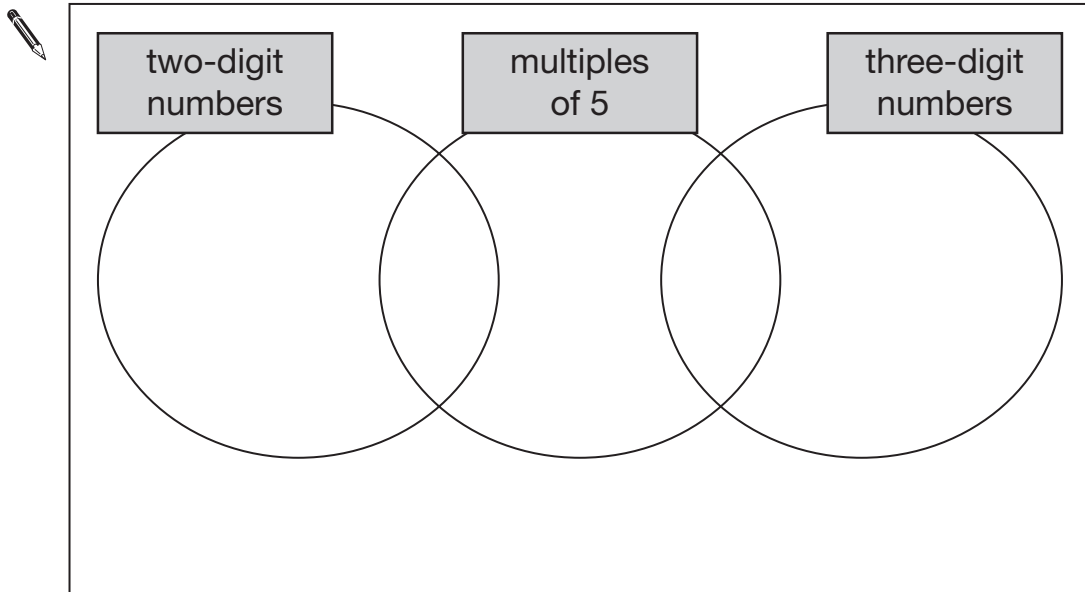 two-digit
numbers
multiples
of 5
three-digit
numbers